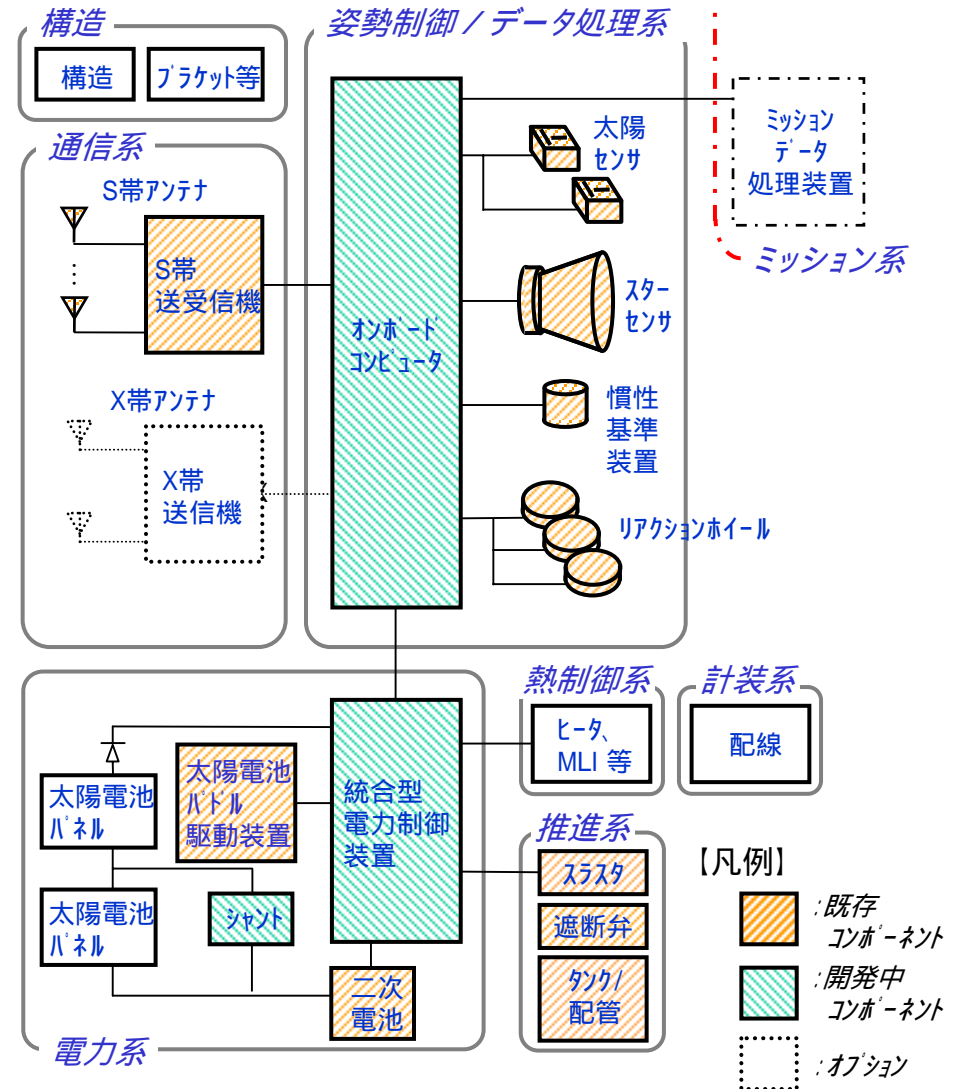 構造
構造
ﾌﾞﾗｹｯﾄ等
姿勢制御 / データ処理系
ミッション系
ﾐｯｼｮﾝ
ﾃﾞｰﾀ
処理装置
通信系
S帯ｱﾝﾃﾅ
S帯
送受信機
X帯ｱﾝﾃﾅ
X帯
送信機
ｵﾝﾎﾞｰﾄﾞ
ｺﾝﾋﾟｭｰﾀ
太陽
ｾﾝｻ
ｽﾀｰ
ｾﾝｻ
慣性
基準
装置
ﾘｱｸｼｮﾝﾎｲｰﾙ
電力系
太陽電池
ﾊﾟﾈﾙ
太陽電池
ﾊﾟﾈﾙ
太陽電池
ﾊﾟﾄﾞﾙ
駆動装置
ｼｬﾝﾄ
統合型
電力制御
装置
二次
電池
熱制御系
ﾋｰﾀ、
MLI 等
計装系
配線
推進系
ｽﾗｽﾀ
遮断弁
ﾀﾝｸ/
配管
【凡例】
:既存
ｺﾝﾎﾟｰﾈﾝﾄ
:開発中
ｺﾝﾎﾟｰﾈﾝﾄ
:ｵﾌﾟｼｮﾝ